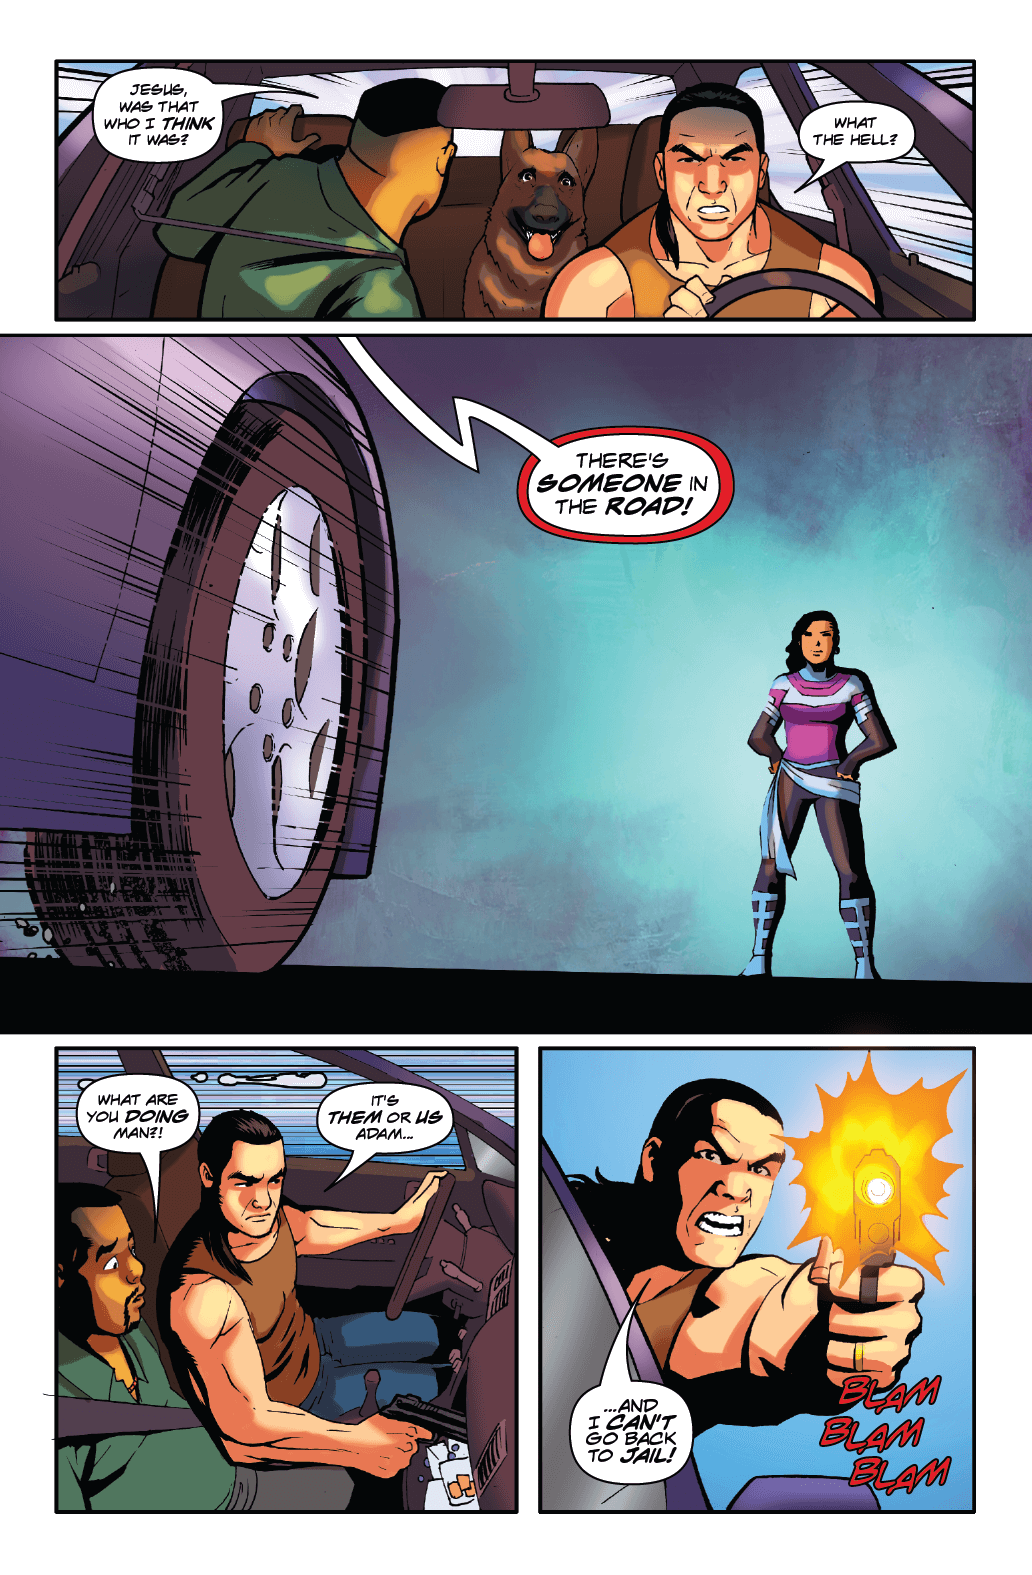 JESUS,
WAS THAT
WHO I THINK
IT WAS?
WHAT
THE HELL?
THERE'S
SOMEONE IN
THE ROAD!
WHAT ARE
YOU DOING
MAN?!
IT'S
THEM OR US
ADAM...
...AND
I CAN'T
GO BACK
TO JAIL!
BLAM
BLAM
BLAM